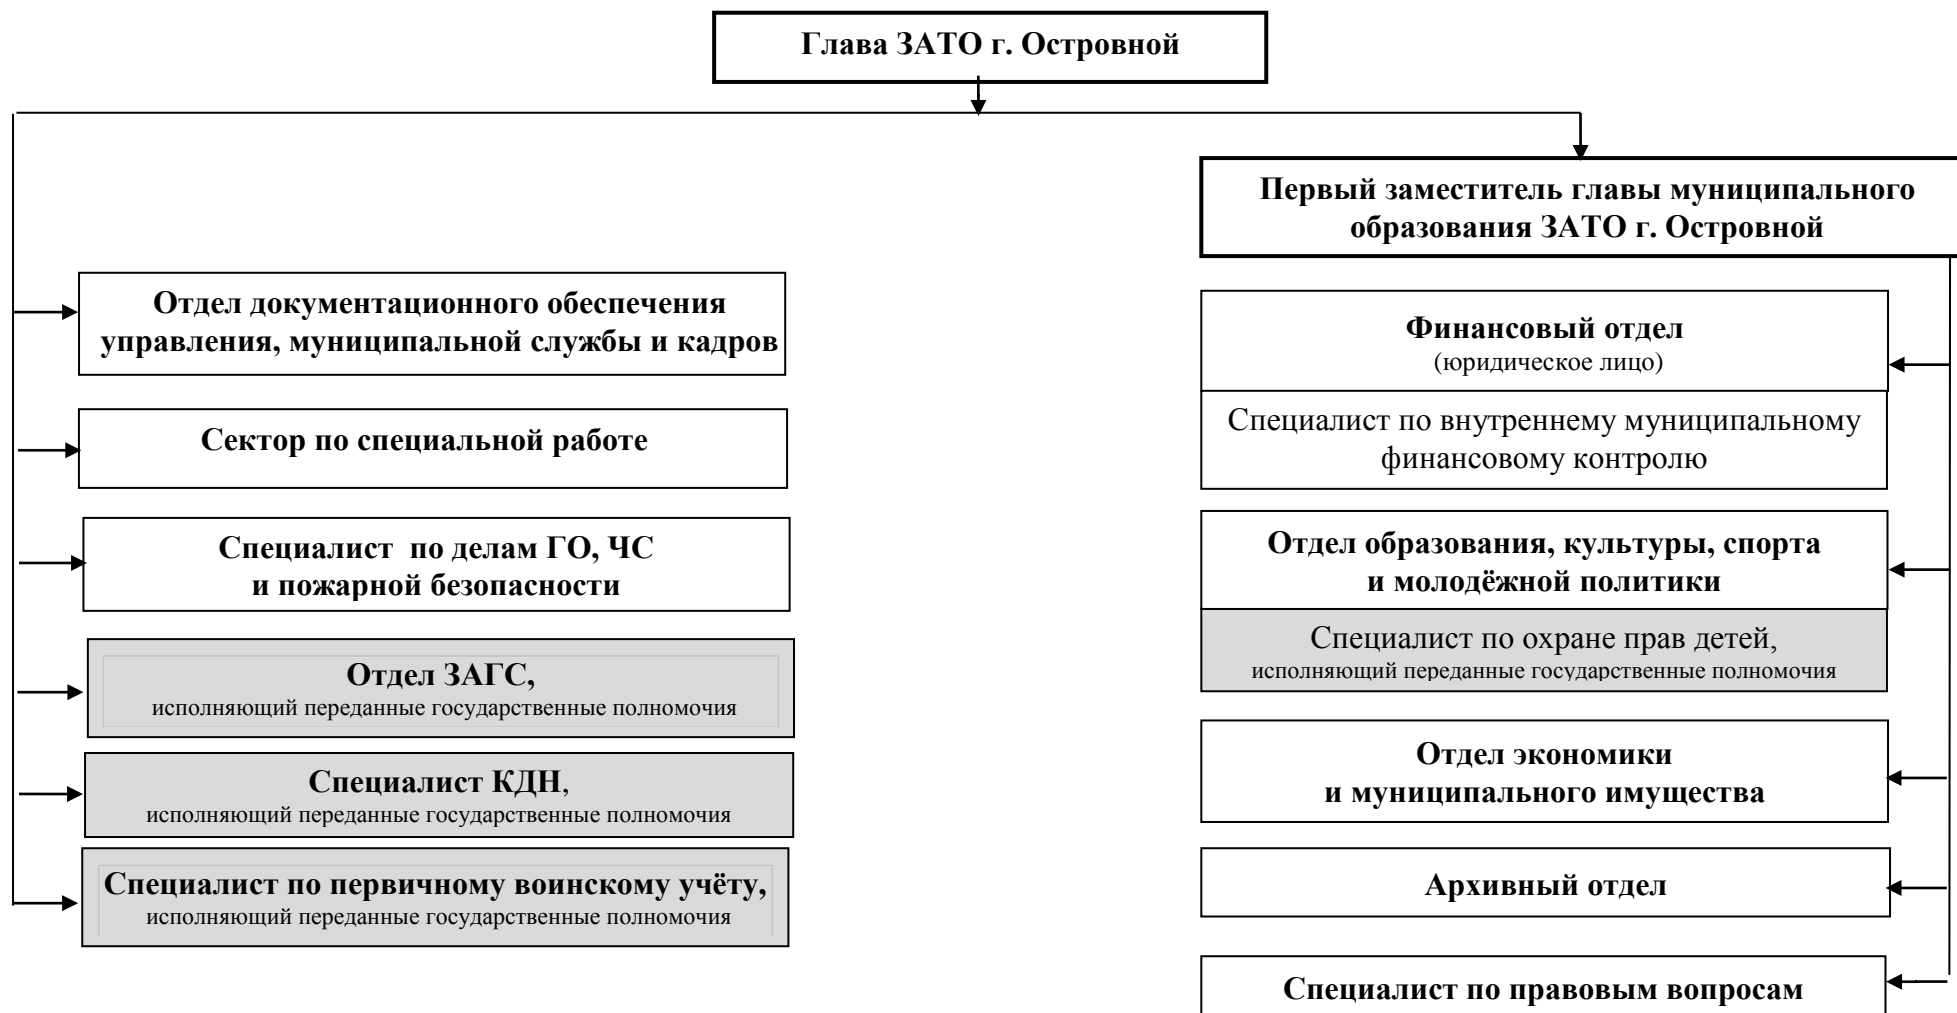 Глава ЗАТО г. Островной
Первый заместитель главы муниципального
образования ЗАТО г. Островной
Отдел документационного обеспечения
управления, муниципальной службы и кадров
Сектор по специальной работе
Специалист по делам ГО, ЧС
и пожарной безопасности
Отдел ЗАГС,
исполняющий переданные государственные полномочия
Специалист КДН,
исполняющий переданные государственные полномочия
Специалист по первичному воинскому учёту,
исполняющий переданные государственные полномочия
Финансовый отдел
(юридическое лицо)
Специалист по внутреннему муниципальному
финансовому контролю
Отдел образования, культуры, спорта
и молодёжной политики
Специалист по охране прав детей,
исполняющий переданные государственные полномочия
Отдел экономики
и муниципального имущества
Архивный отдел
Специалист по правовым вопросам